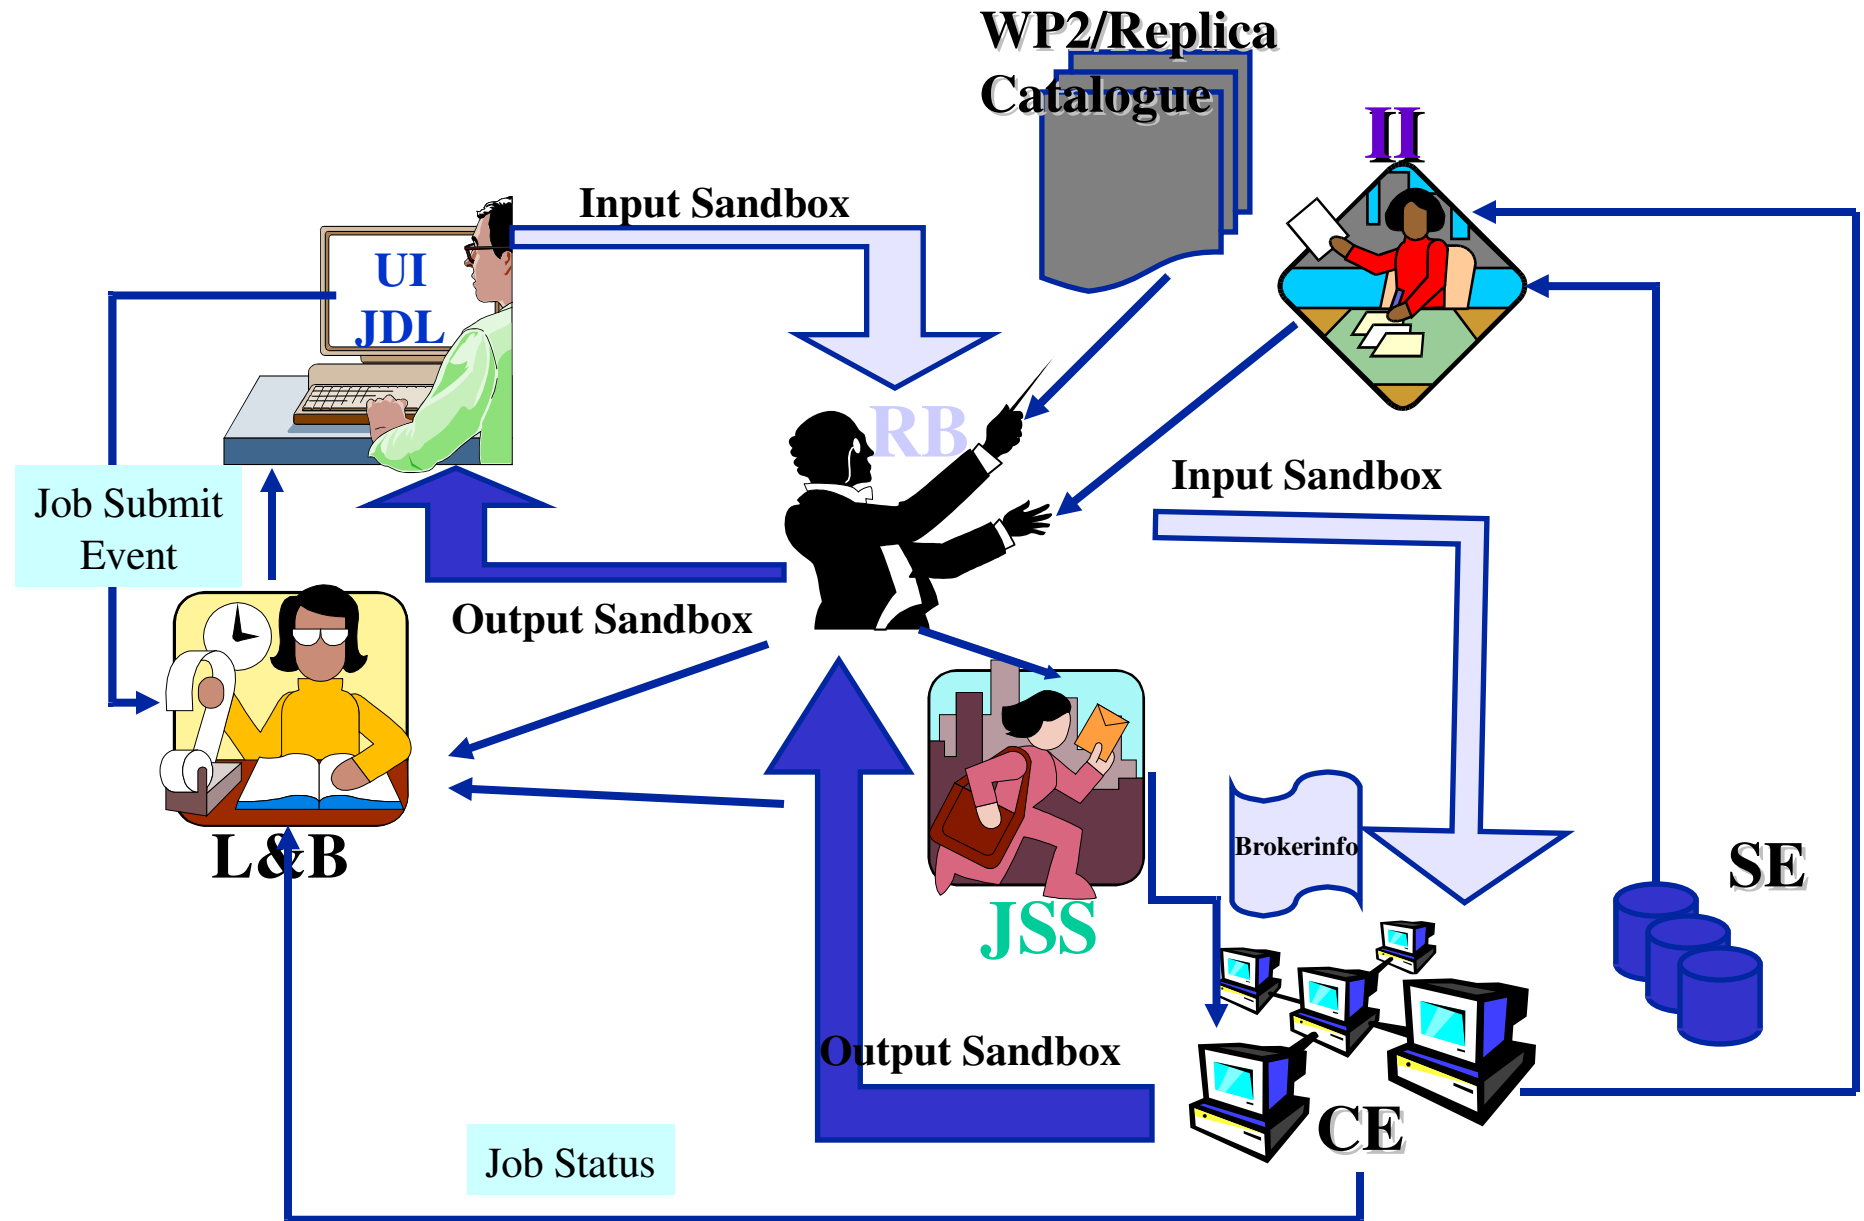 WP2/Replica
Catalogue
II
Input Sandbox
UI
JDL
RB
Input Sandbox
Job Submit
Event
Output Sandbox
Brokerinfo
L&B
SE
JSS
Output Sandbox
CE
Job Status